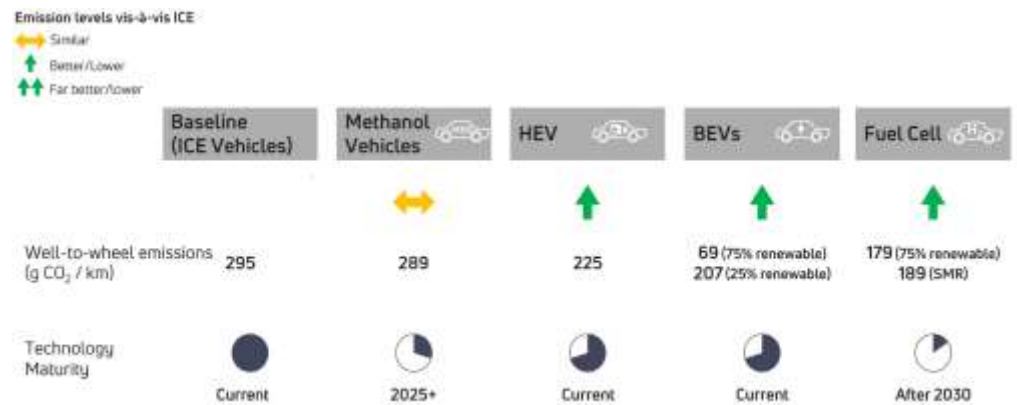 Emission levels vis-à-vis ICE
Similar
Better/Lower
Far better/lower
Baseline
(ICE Vehicles)
Methanol
Vehicles
HEV
BEVs
Fuel Cell
Well-to-wheel emissions
(g CO₂ / km)
295
289
225
69 (75% renewable)
207 (25% renewable)
179 (75% renewable)
189 (SMR)
Technology
Maturity
Current
2025+
Current
Current
After 2030